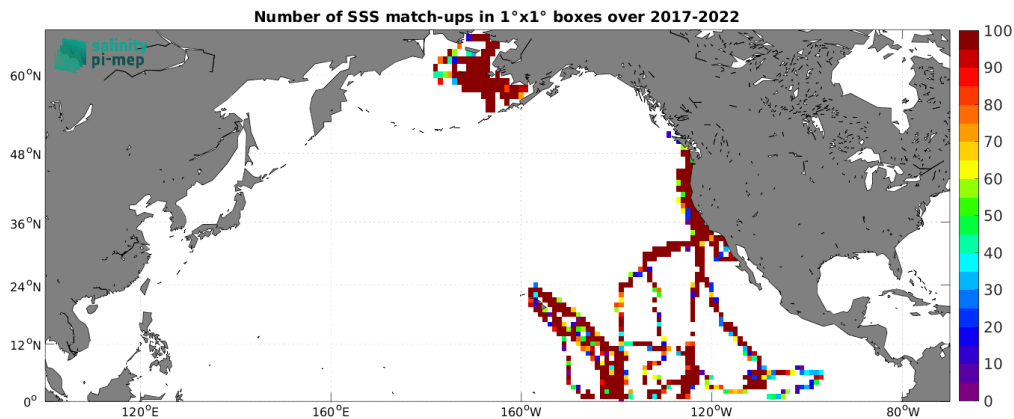 Number of SSS match-ups in 1°x1° boxes over 2017-2022
salinity
pi-mep
60°N
48°N
36°N
24°N
12°N
0°
120°E
160°E
160°W
120°W
80°W
100
90
80
70
60
50
40
30
20
10
0